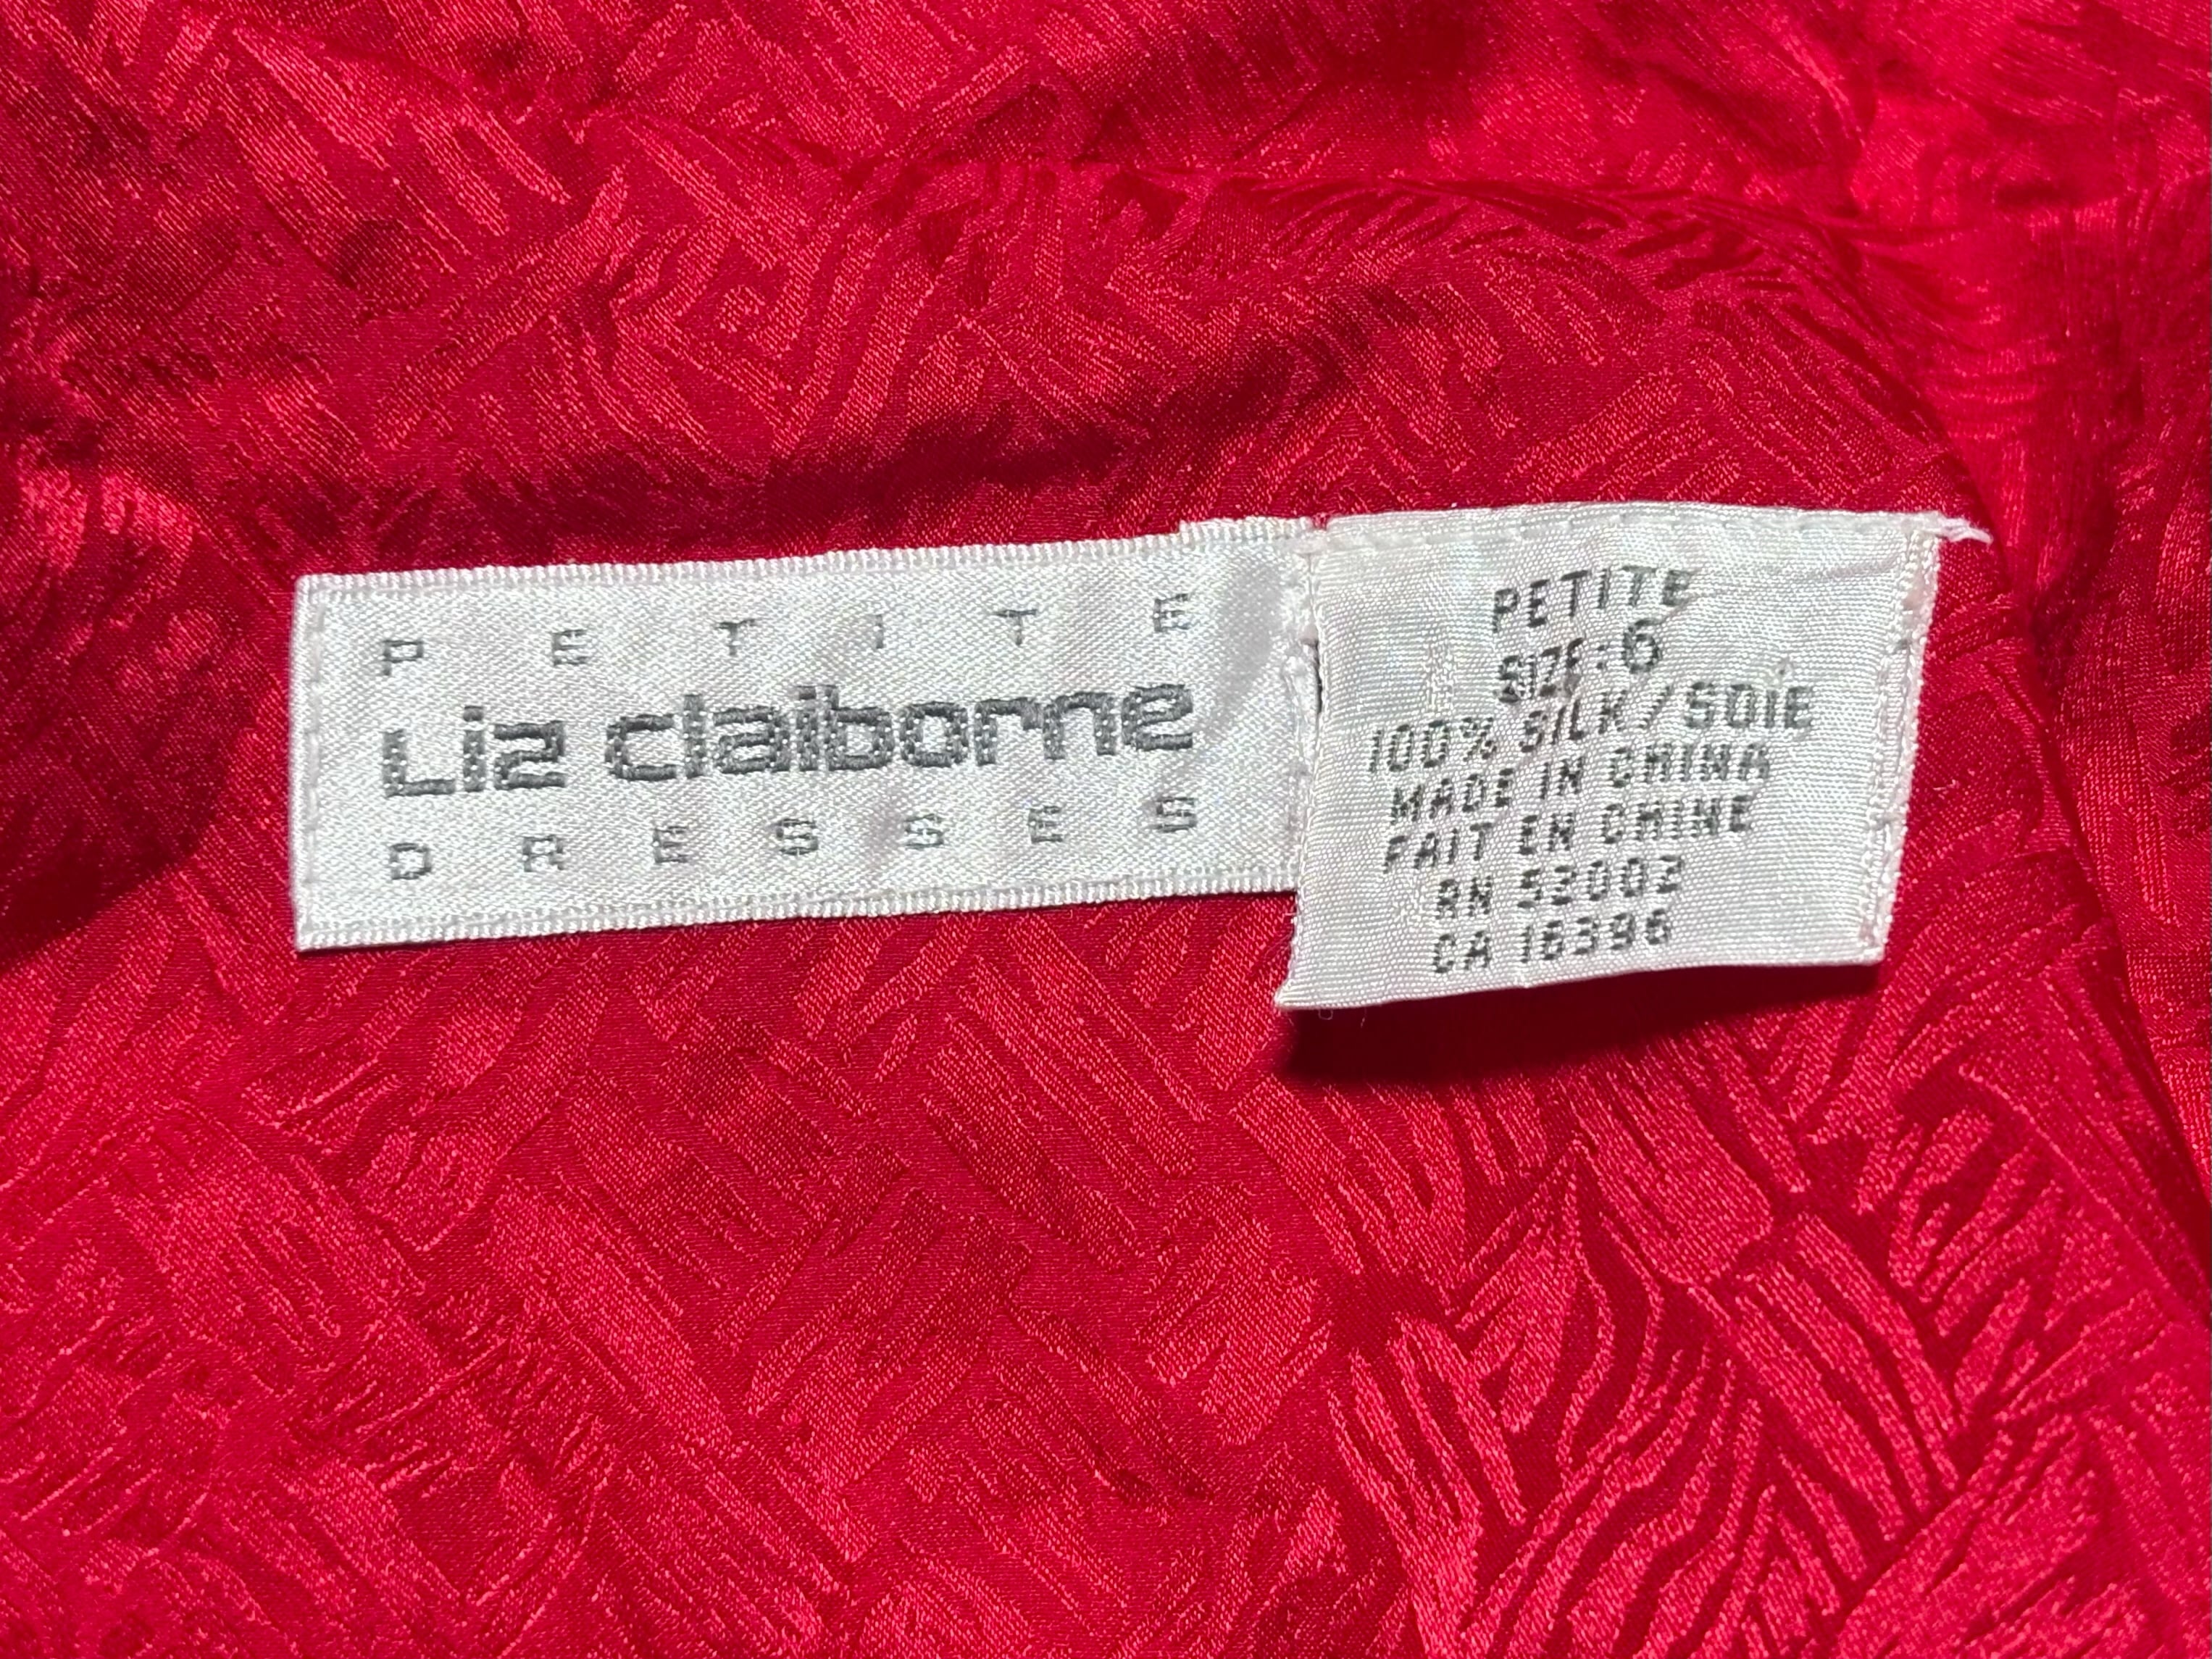 PETITE
Liz claiborne
DRESSES
PETITE
SIZE:6
100% SILK/SOIE
MADE IN CHINA
FAIT EN CHINE
RN 52002
CA 16396